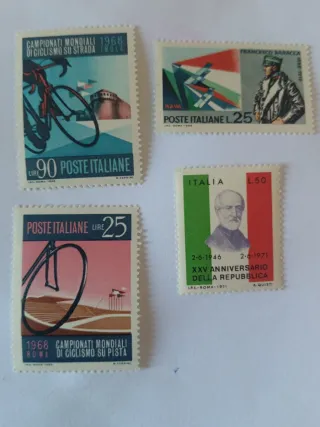 CAMPIONATI MONDIALI
DI CICLISMO SU STRADA
1968
IMOLA
LIRE 90 POSTE ITALIANE
FRANCESCO BARACCA
POSTE ITALIANE L.25
POSTE ITALIANE LIRE 25
1968
ROMA
CAMPIONATI MONDIALI
DI CICLISMO SU PISTA
ITALIA L.50
2-6-1946 2-6-1971
XXV ANNIVERSARIO
DELLA REPUBBLICA